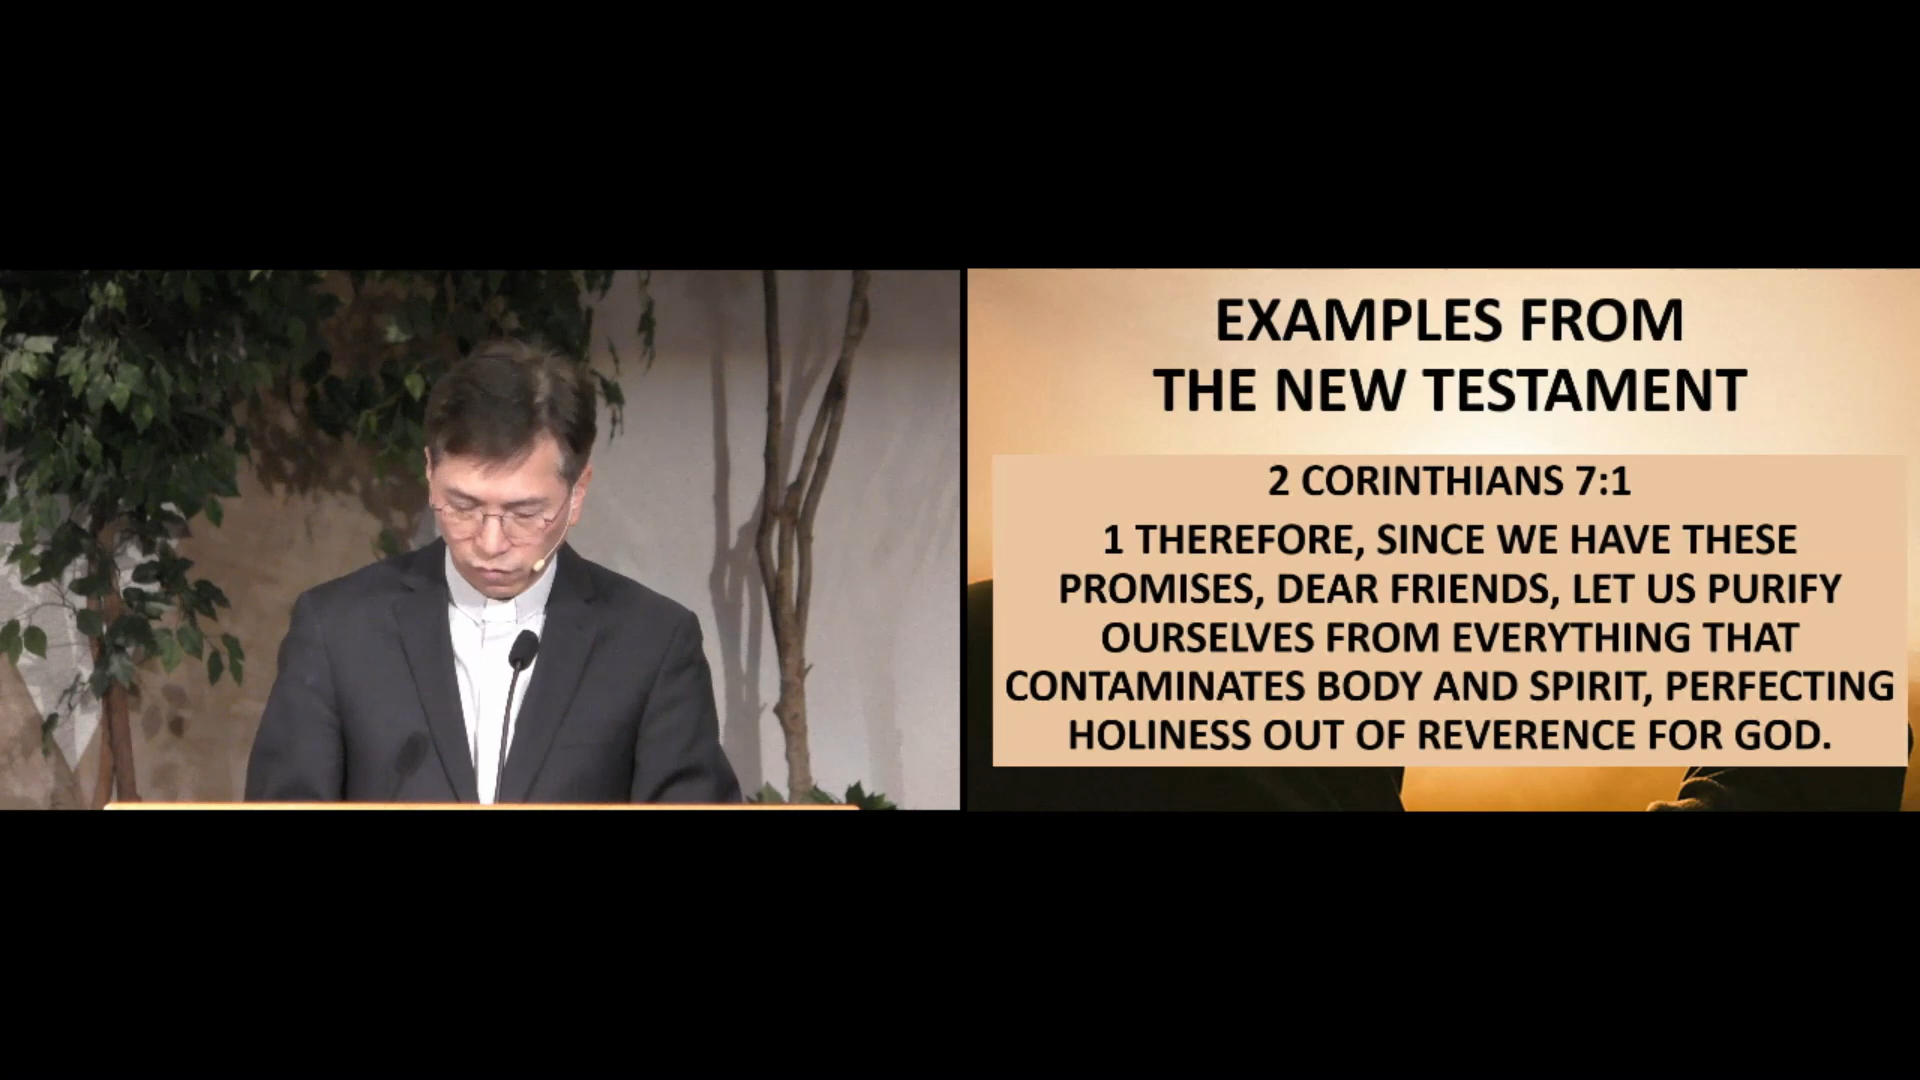 EXAMPLES FROM
THE NEW TESTAMENT
2 CORINTHIANS 7:1
1 THEREFORE, SINCE WE HAVE THESE
PROMISES, DEAR FRIENDS, LET US PURIFY
OURSELVES FROM EVERYTHING THAT
CONTAMINATES BODY AND SPIRIT, PERFECTING
HOLINESS OUT OF REVERENCE FOR GOD.